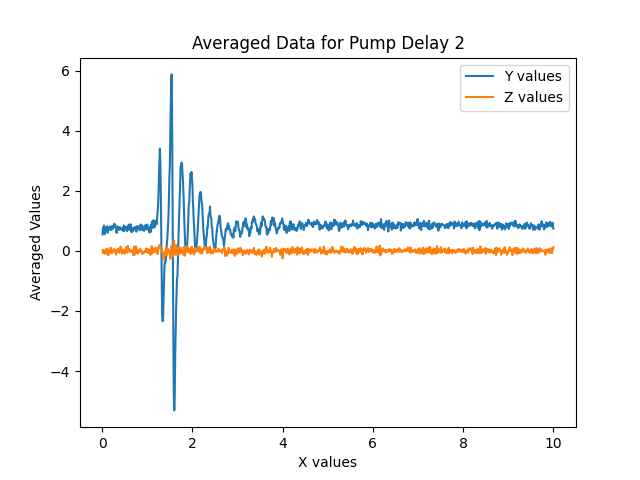 Averaged Data for Pump Delay 2
Y values
Z values
6
4
2
0
−2
−4
Averaged Values
0 2 4 6 8 10
X values